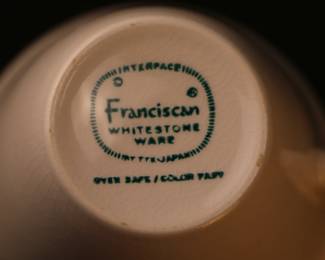 INTERPACE
©
®
Franciscan
WHITESTONE
WARE
JAPAN
OVEN SAFE / COLOR FAST